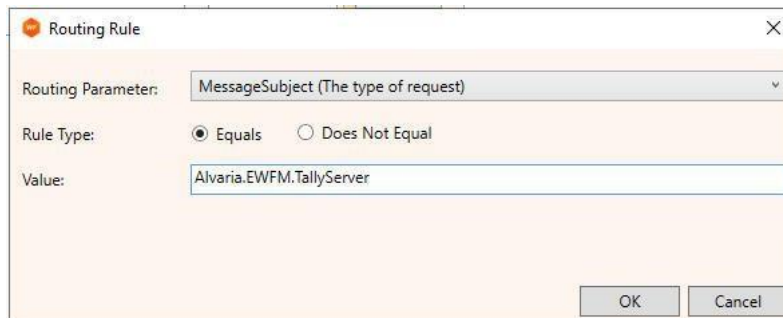 Routing Rule
Routing Parameter: MessageSubject (The type of request)
Rule Type: Equals Does Not Equal
Value: Alvaria.EWFM.TallyServer
OK Cancel